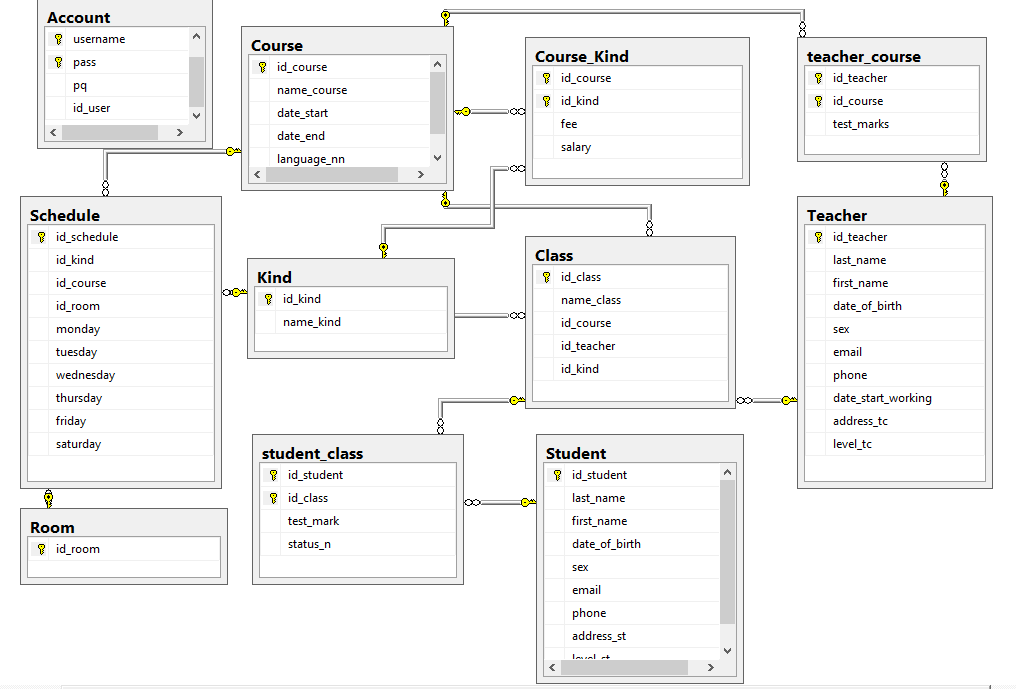 Account
username
pass
pq
id_user
Course
id_course
name_course
date_start
date_end
language_nn
Course_Kind
id_course
id_kind
fee
salary
teacher_course
id_teacher
id_course
test_marks
Schedule
id_schedule
id_kind
id_course
id_room
monday
tuesday
wednesday
thursday
friday
saturday
Kind
id_kind
name_kind
Class
id_class
name_class
id_course
id_teacher
id_kind
Teacher
id_teacher
last_name
first_name
date_of_birth
sex
email
phone
date_start_working
address_tc
level_tc
student_class
id_student
id_class
test_mark
status_n
Student
id_student
last_name
first_name
date_of_birth
sex
email
phone
address_st
level_st
Room
id_room